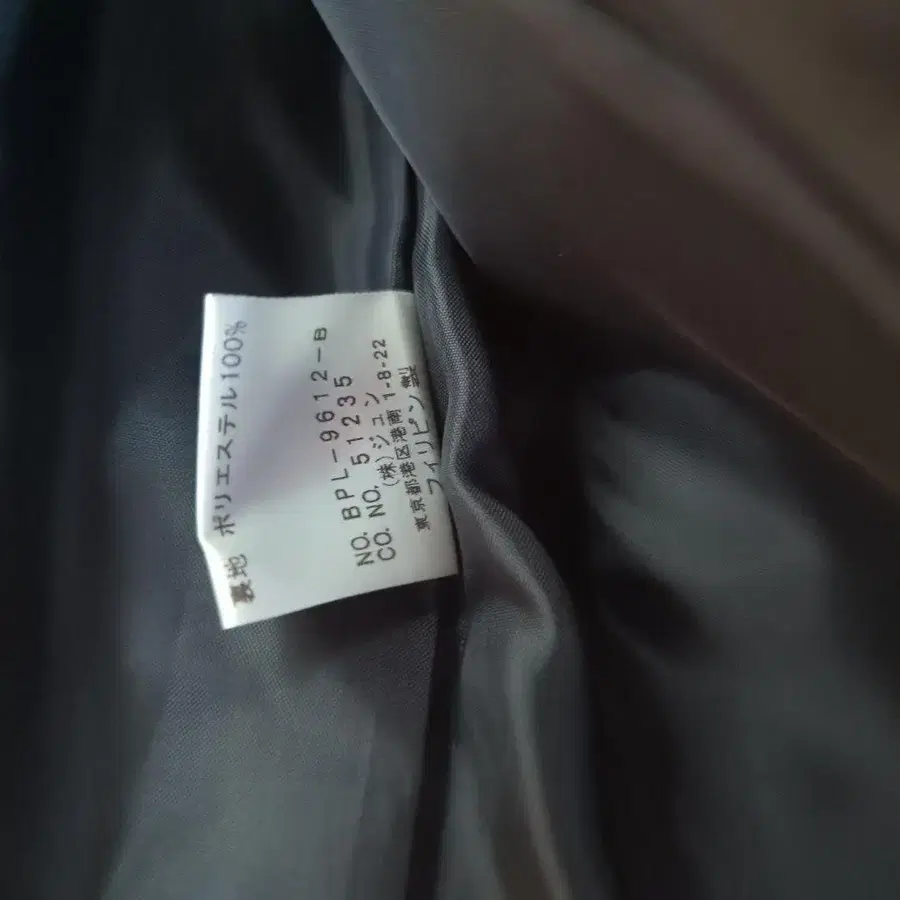 裏地 ポリエステル100%
NO. BPL-9612-B
CO. NO. 51235
(株)ジュン
東京都港区港南1-8-22
フィリピン製